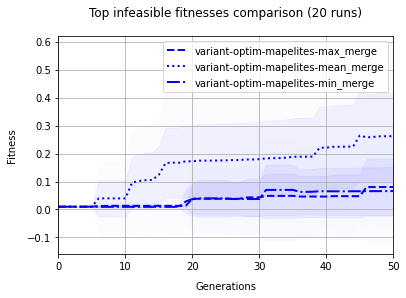 Top infeasible fitnesses comparison (20 runs)
0.6
0.5
0.4
0.3
0.2
0.1
0.0
−0.1
Fitness
variant-optim-mapelites-max_merge
variant-optim-mapelites-mean_merge
variant-optim-mapelites-min_merge
0 10 20 30 40 50
Generations